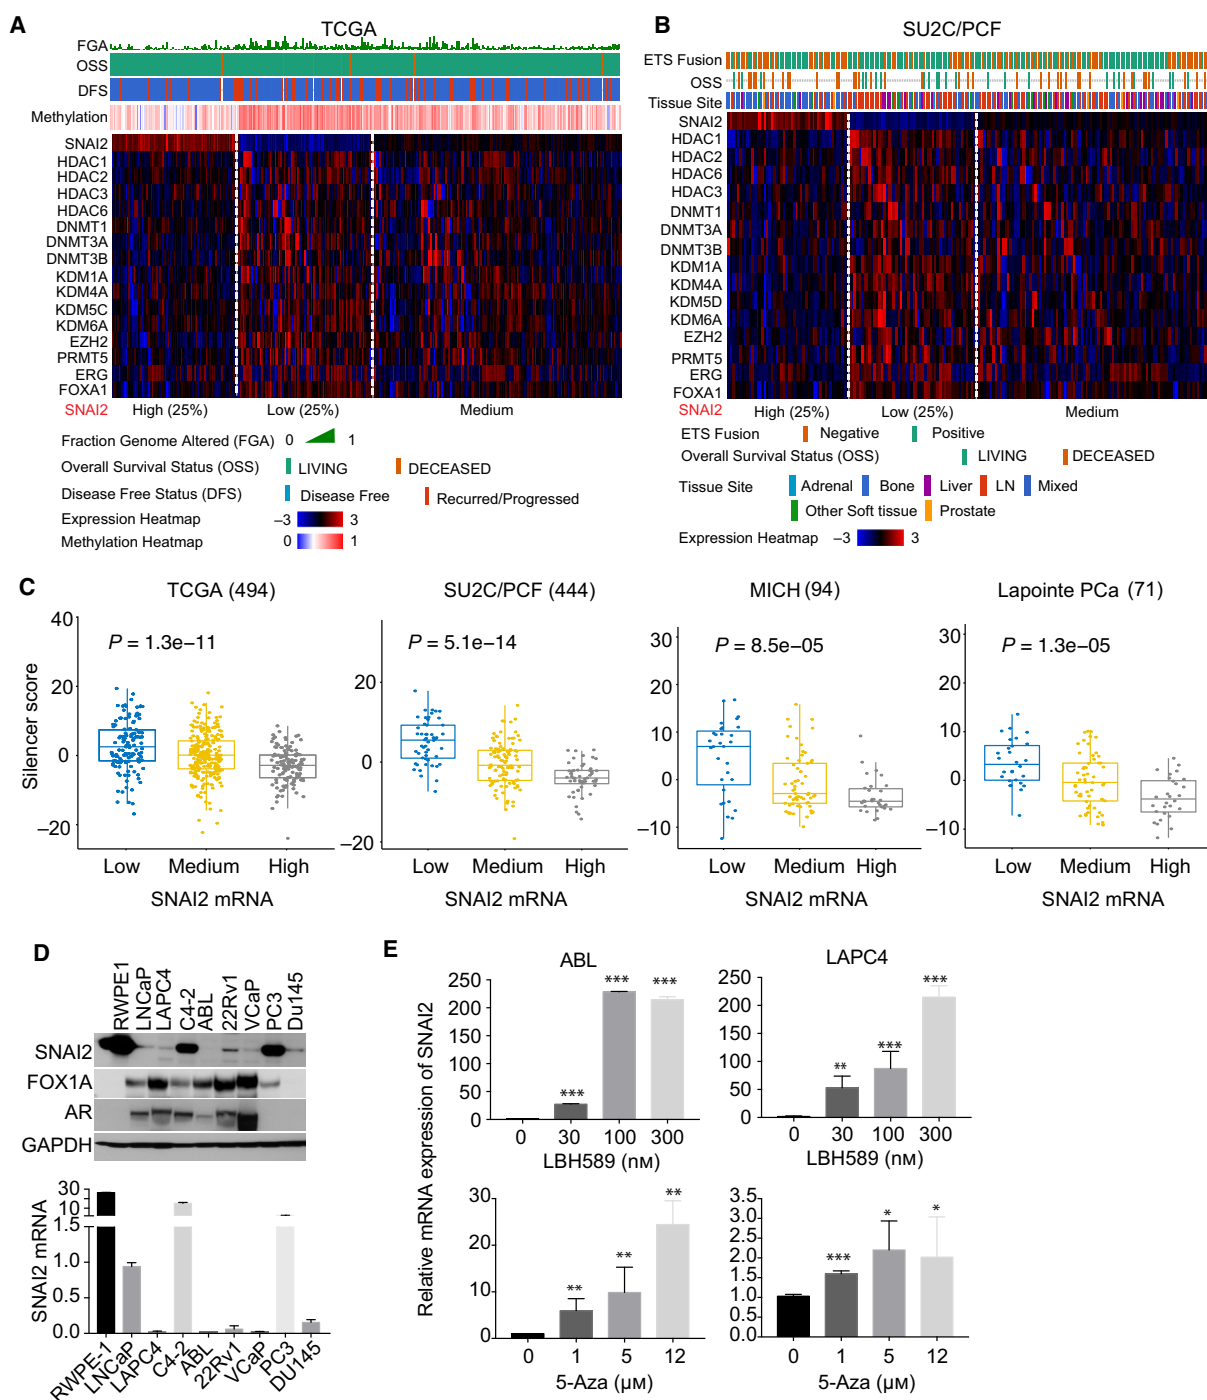 A
TCGA
FGA
OSS
DFS
Methylation
SNAI2
HDAC1
HDAC2
HDAC3
HDAC6
DNMT1
DNMT3A
DNMT3B
KDM1A
KDM4A
KDM5C
KDM6A
EZH2
PRMT5
ERG
FOXA1
SNAI2 High (25%) Low (25%) Medium
Fraction Genome Altered (FGA) 0 1
Overall Survival Status (OSS) LIVING DECEASED
Disease Free Status (DFS) Disease Free Recurred/Progressed
Expression Heatmap −3 3
Methylation Heatmap 0 1
B
SU2C/PCF
ETS Fusion
OSS
Tissue Site
SNAI2
HDAC1
HDAC2
HDAC6
HDAC3
DNMT1
DNMT3A
DNMT3B
KDM1A
KDM4A
KDM5D
KDM6A
EZH2
PRMT5
ERG
FOXA1
SNAI2 High (25%) Low (25%) Medium
ETS Fusion Negative Positive
Overall Survival Status (OSS) LIVING DECEASED
Tissue Site Adrenal Bone Liver LN Mixed
Other Soft tissue Prostate
Expression Heatmap −3 3
C
TCGA (494)
P = 1.3e−11
Silencer score
40
20
0
−20
Low Medium High
SNAI2 mRNA
SU2C/PCF (444)
P = 5.1e−14
20
0
−20
Low Medium High
SNAI2 mRNA
MICH (94)
P = 8.5e−05
30
20
10
0
−10
Low Medium High
SNAI2 mRNA
Lapointe PCa (71)
P = 1.3e−05
30
20
10
0
−10
Low Medium High
SNAI2 mRNA
D
RWPE1 LNCaP LAPC4 C4-2 ABL 22Rv1 VCaP PC3 Du145
SNAI2
FOX1A
AR
GAPDH
SNAI2 mRNA
30
15
1.5
1.0
0.5
0.0
RWPE-1 LNCaP LAPC4 C4-2 ABL 22Rv1 VCaP PC3 DU145
E
Relative mRNA expression of SNAI2
ABL
250
200
150
100
50
0
*** *** ***
0 30 100 300
LBH589 (nM)
LAPC4
250
200
150
100
50
0
** *** ***
0 30 100 300
LBH589 (nM)
30
20
10
0
** ** **
0 1 5 12
5-Aza (μM)
3.5
3.0
2.5
2.0
1.5
1.0
0.5
0.0
*** * *
0 1 5 12
5-Aza (μM)